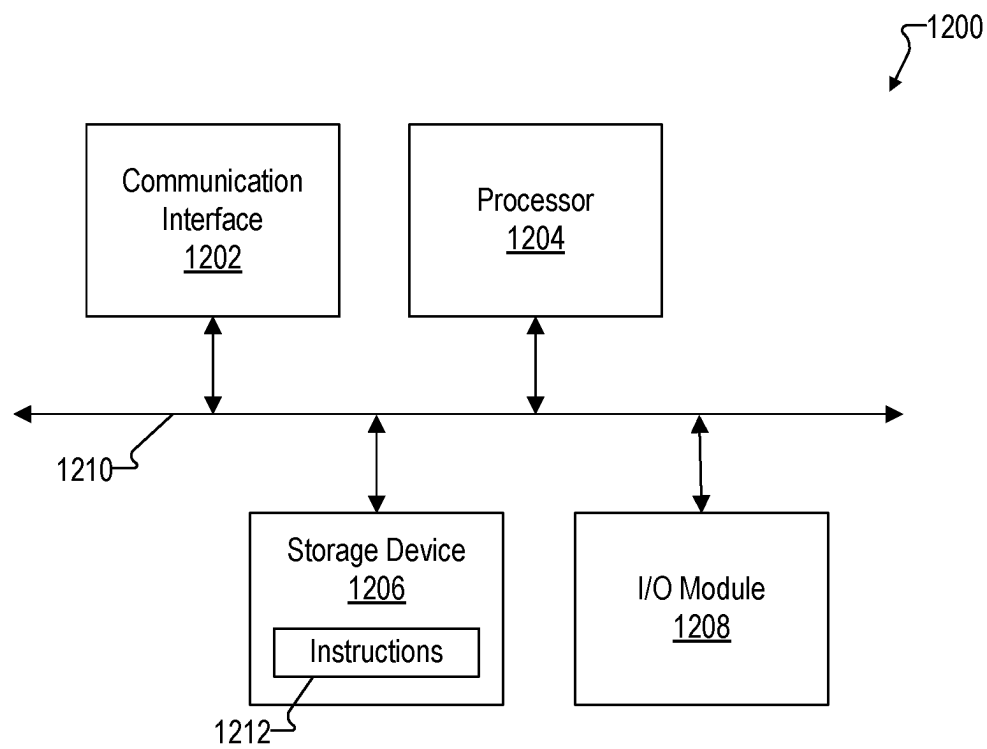 1200
Communication
Interface
1202
Processor
1204
1210
Storage Device
1206
Instructions
1212
I/O Module
1208